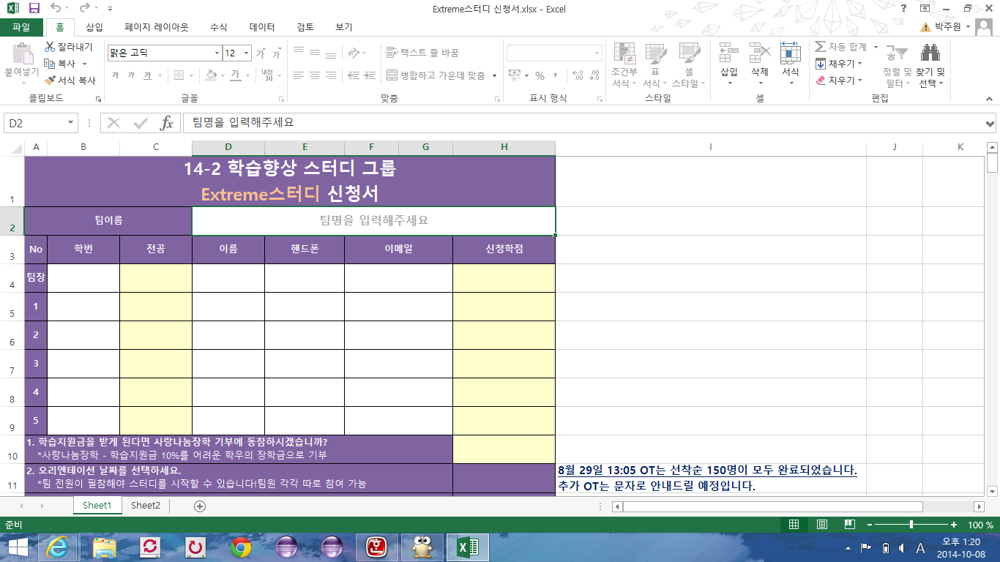 Extreme스터디 신청서.xlsx - Excel
파일 홈 삽입 페이지 레이아웃 수식 데이터 검토 보기 박주원
붙여넣기 잘라내기 복사 서식 복사 클립보드
맑은 고딕 12 가 가 가 가 가 가 내천 글꼴
텍스트 줄 바꿈 병합하고 가운데 맞춤 맞춤
% 표시 형식
조건부 서식 표 서식 셀 스타일 스타일
삽입 삭제 서식 셀
자동 합계 채우기 지우기 정렬 및 필터 찾기 및 선택 편집
D2 fx 팀명을 입력해주세요
A B C D E F G H I J K
1 14-2 학습향상 스터디 그룹
Extreme스터디 신청서
2 팀이름 팀명을 입력해주세요
3 No 학번 전공 이름 핸드폰 이메일 신청학점
4 팀장
5 1
6 2
7 3
8 4
9 5
10 1. 학습지원금을 받게 된다면 사랑나눔장학 기부에 동참하시겠습니까?
*사랑나눔장학 - 학습지원금 10%를 어려운 학우의 장학금으로 기부
11 2. 오리엔테이션 날짜를 선택하세요.
*팀 전원이 필참해야 스터디를 시작할 수 있습니다!팀원 각각 따로 참여 가능
8월 29일 13:05 OT는 선착순 150명이 모두 완료되었습니다.
추가 OT는 문자로 안내드릴 예정입니다.
Sheet1 Sheet2
준비 100 %
A 오후 1:20
2014-10-08